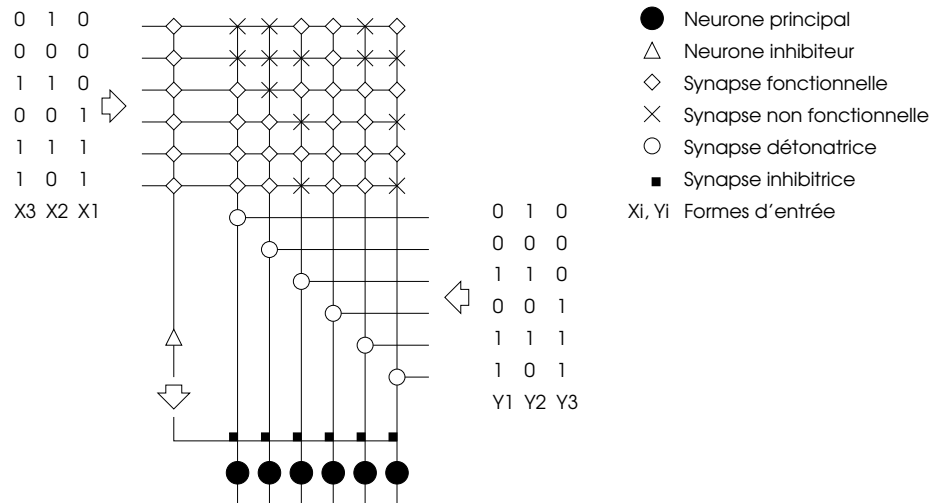 0 1 0
0 0 0
1 1 0
0 0 1
1 1 1
1 0 1
X3 X2 X1
Neurone principal
Neurone inhibiteur
Synapse fonctionnelle
Synapse non fonctionnelle
Synapse détonatrice
Synapse inhibitrice
Xi, Yi Formes d'entrée
0 1 0
0 0 0
1 1 0
0 0 1
1 1 1
1 0 1
Y1 Y2 Y3